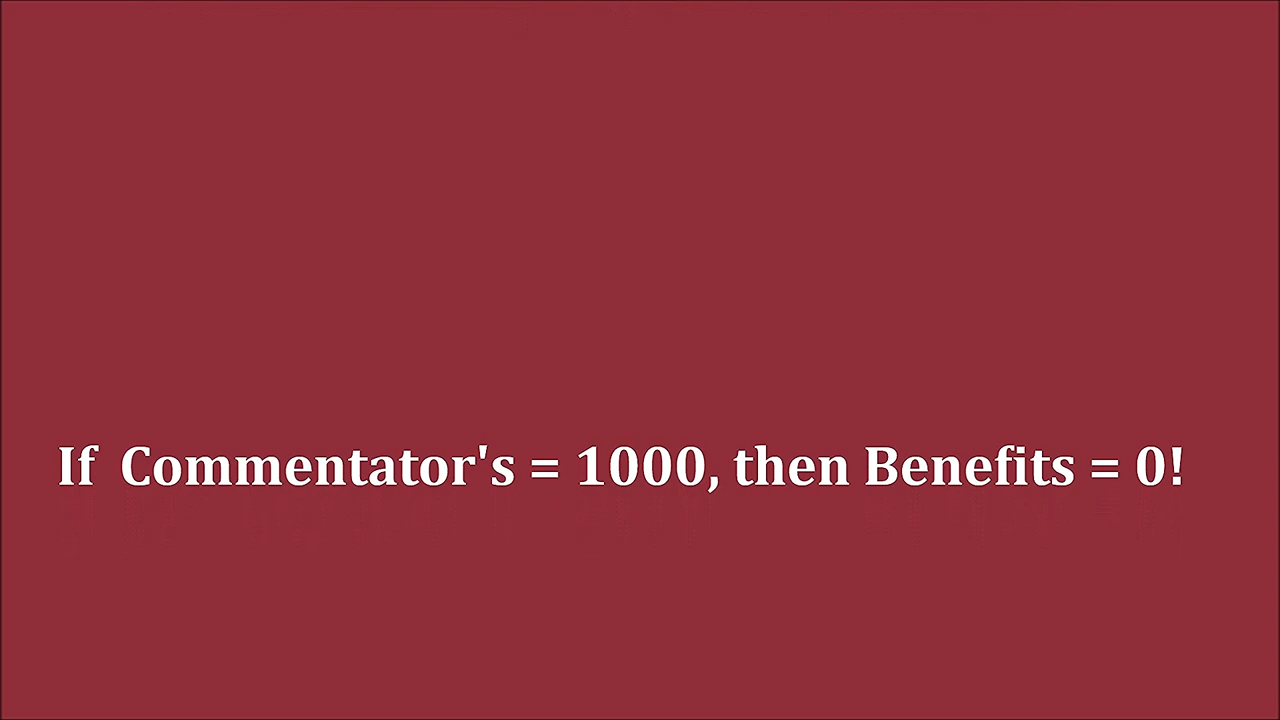 If  Commentator's = 1000, then Benefits = 0!